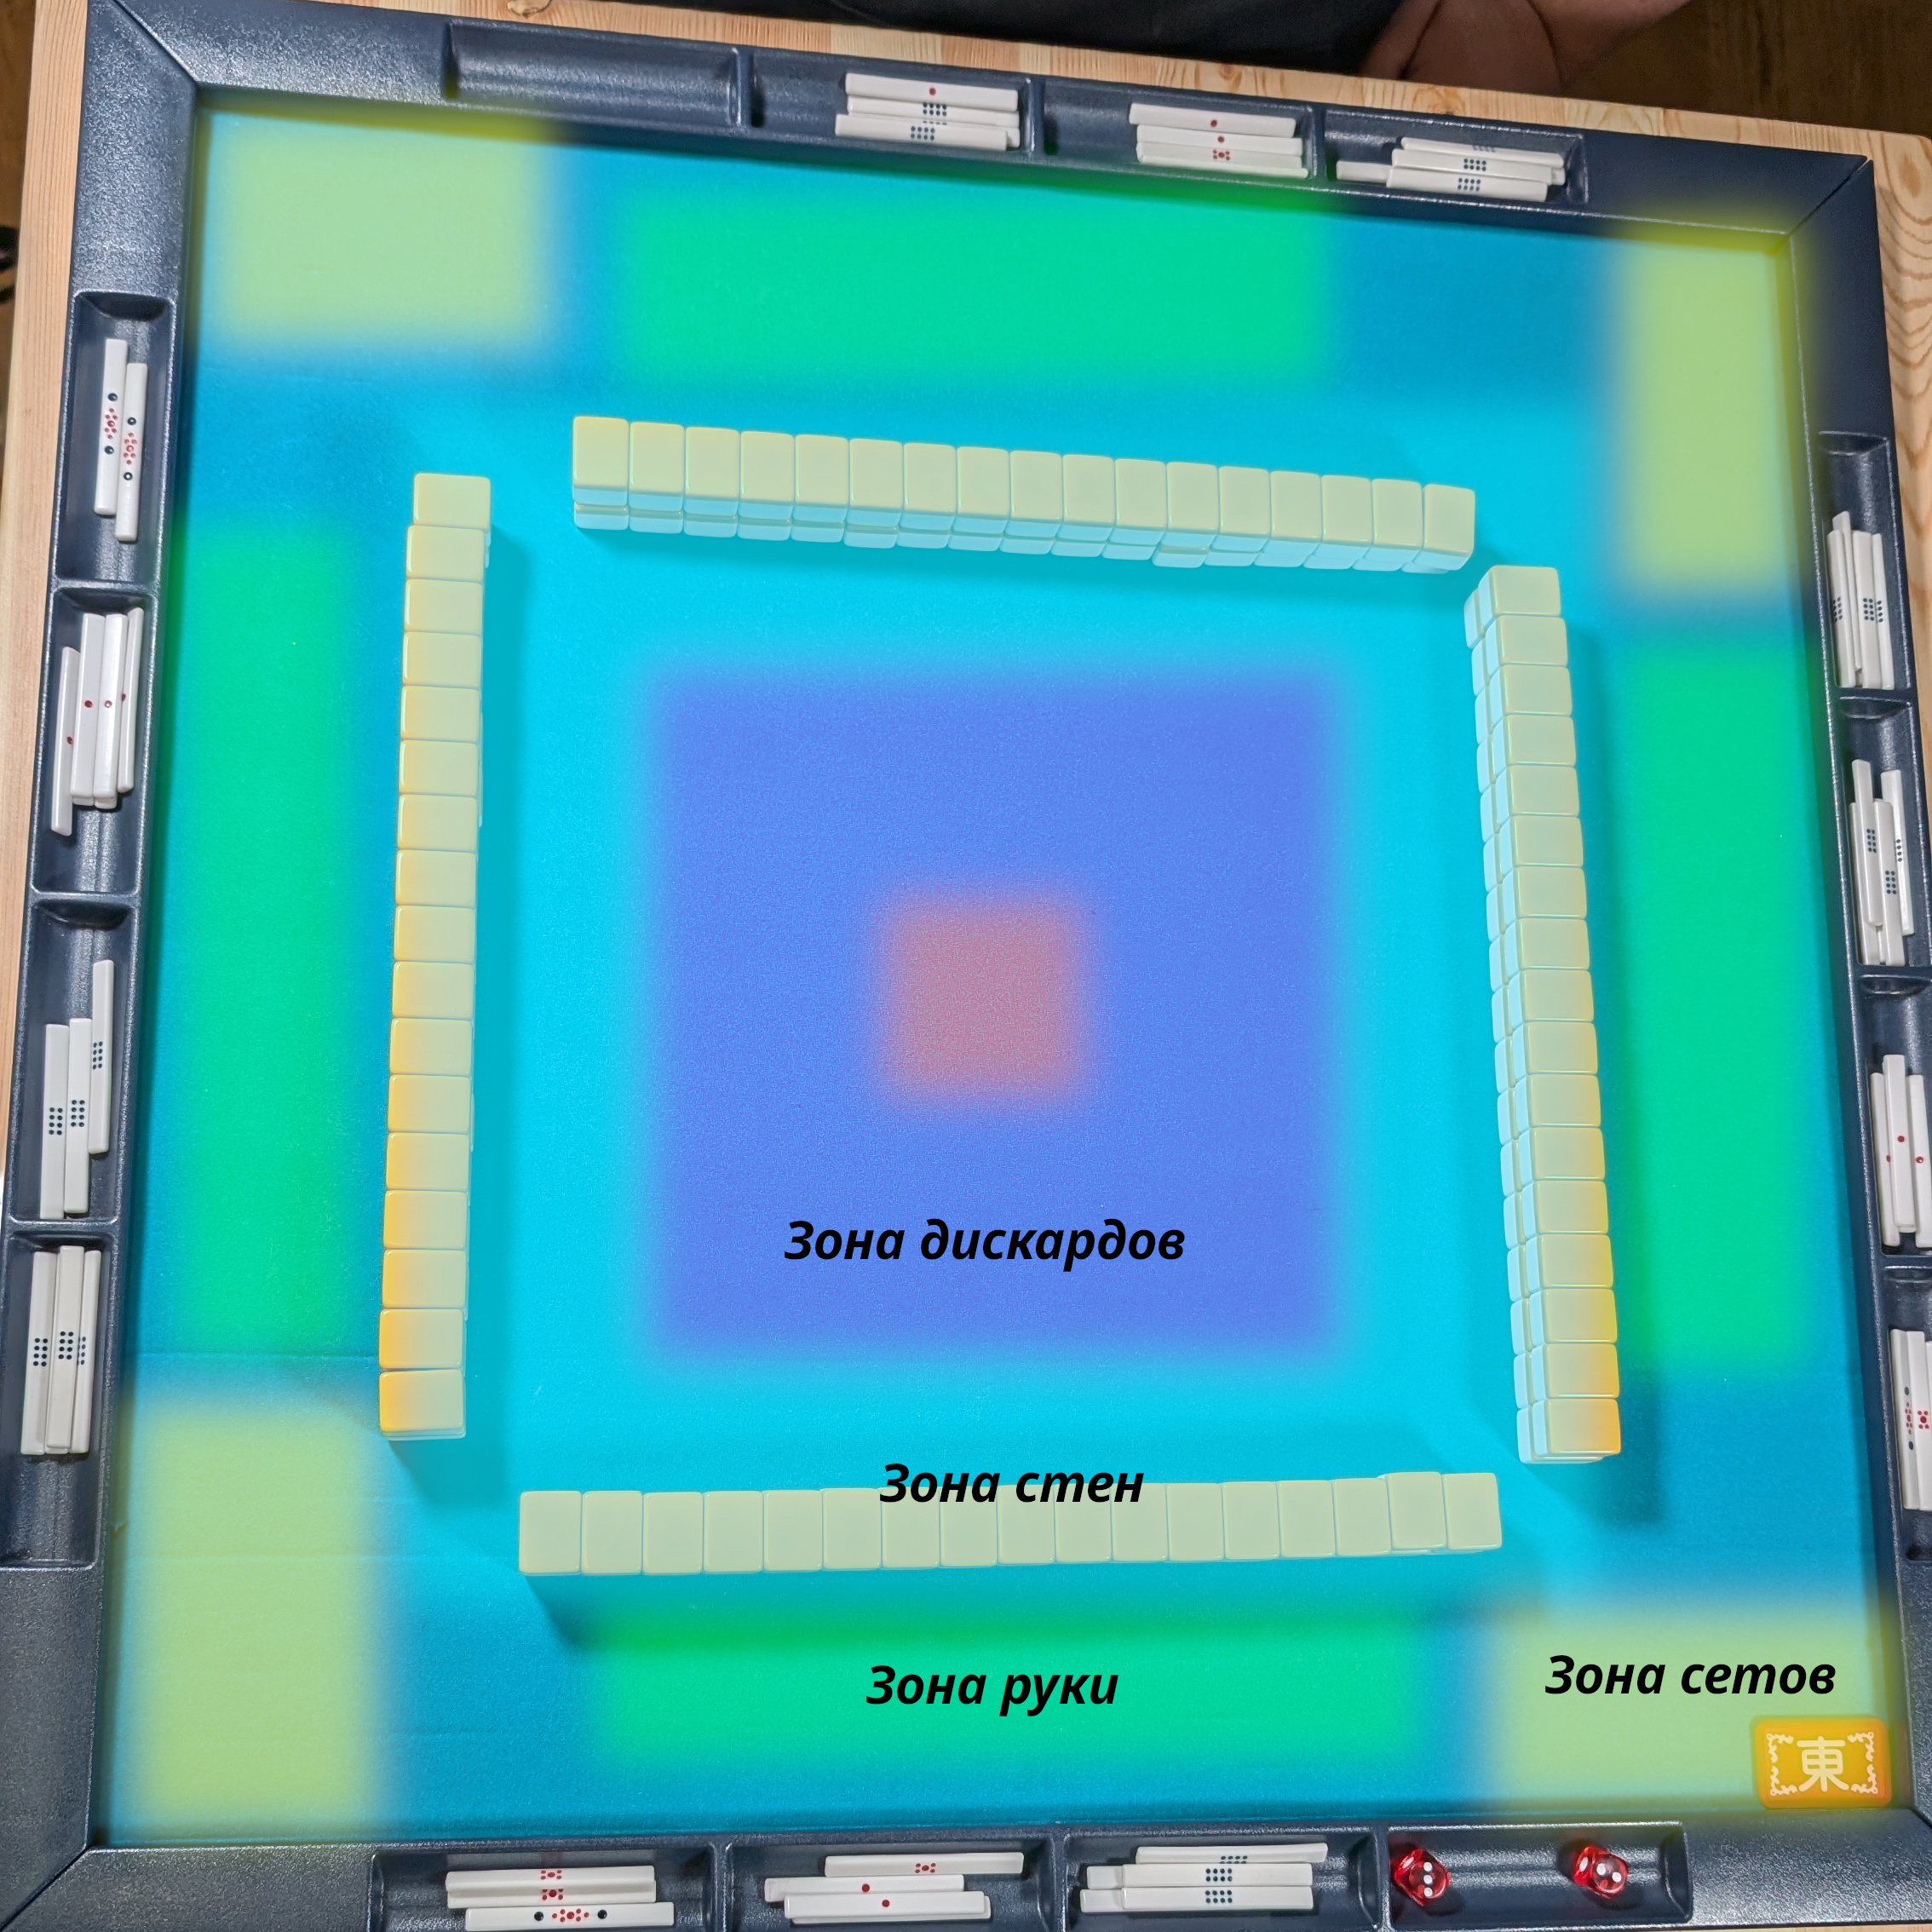 Зона дискардов
Зона стен
Зона руки
Зона сетов
東